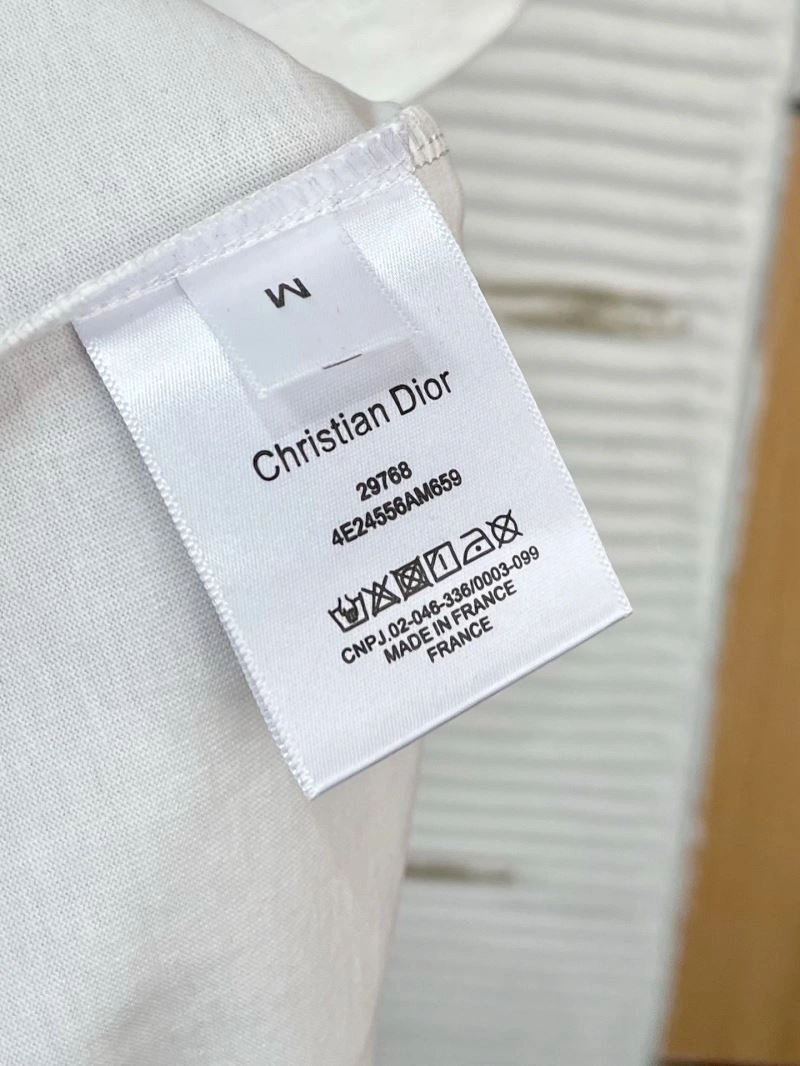 M
Christian Dior
29768
4E24556AM659
CNPJ.02-046-336/0003-099
MADE IN FRANCE
FRANCE